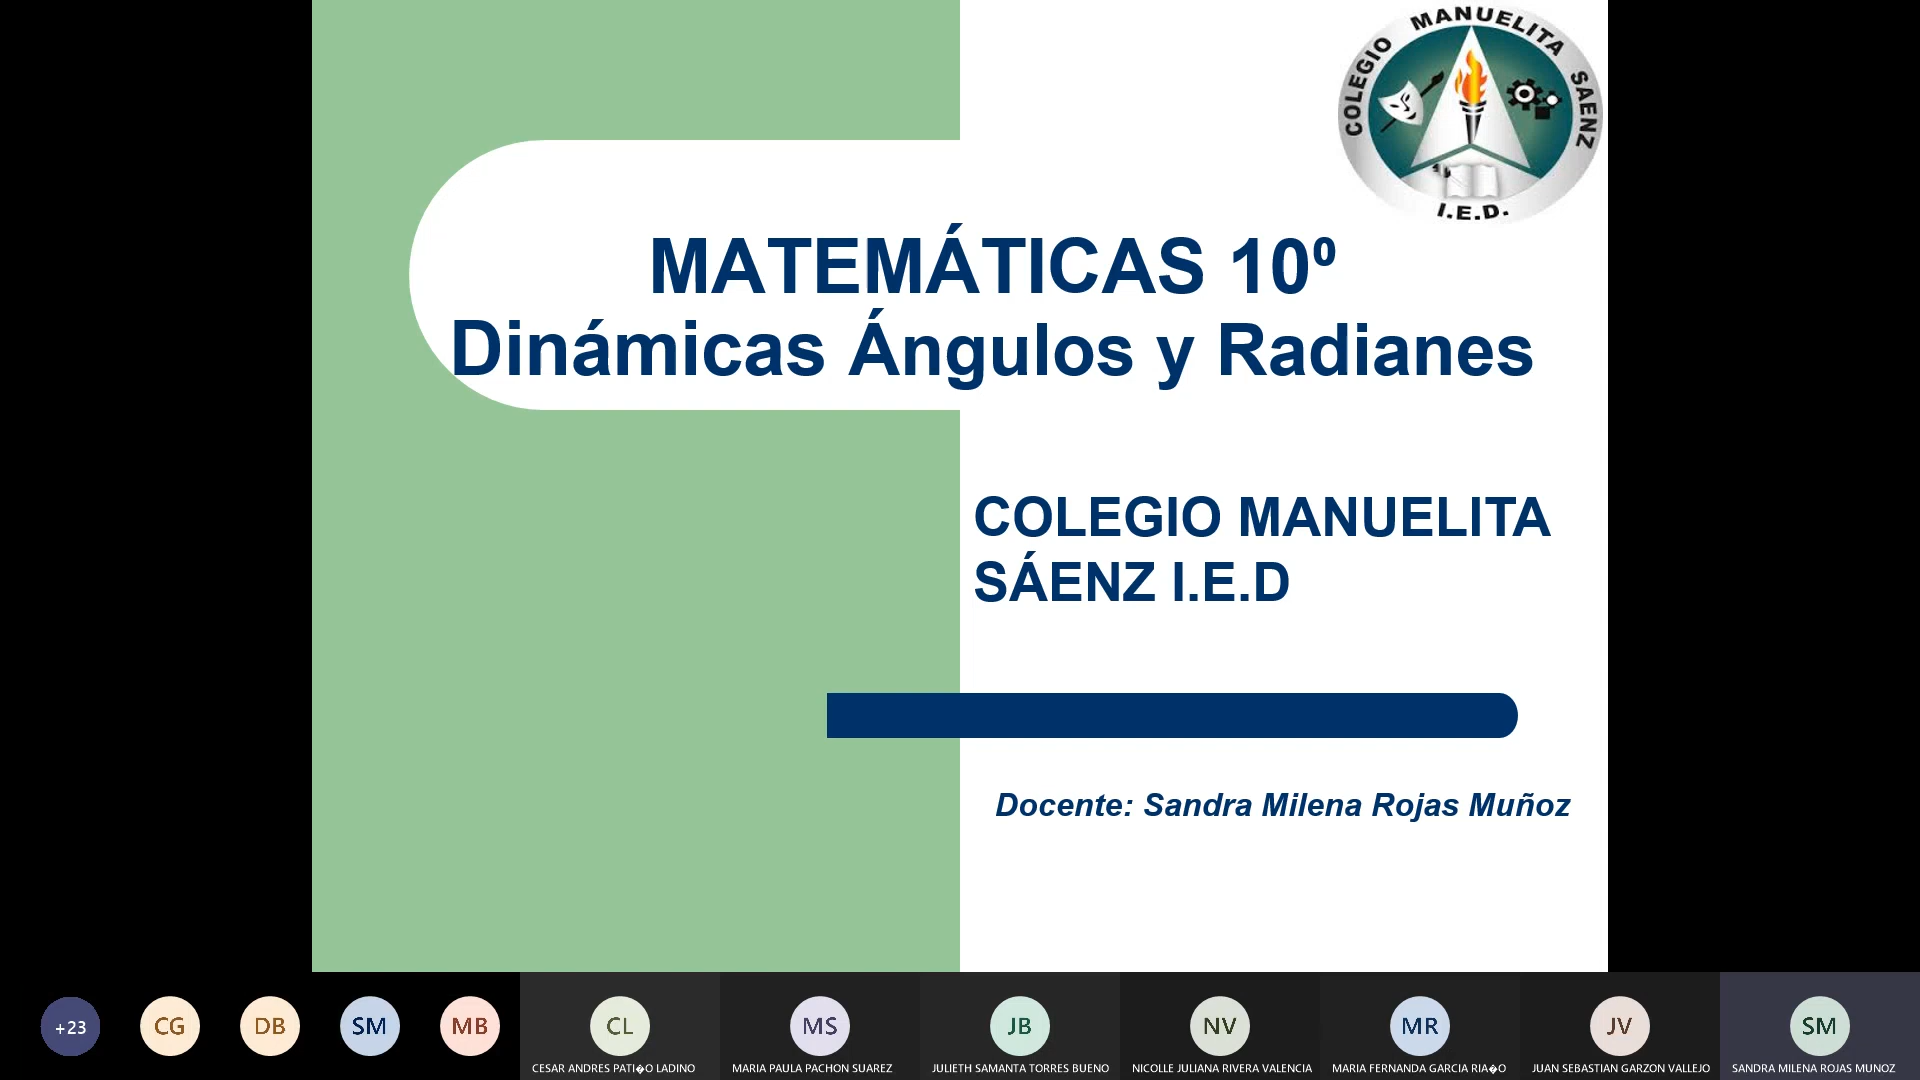 COLEGIO MANUELITA SAENZ
I.E.D.
MATEMÁTICAS 10º
Dinámicas Ángulos y Radianes
COLEGIO MANUELITA
SÁENZ I.E.D
Docente: Sandra Milena Rojas Muñoz
+23
CG
DB
SM
MB
CL
MS
JB
NV
MR
JV
SM
CESAR ANDRES PATI�O LADINO
MARIA PAULA PACHON SUAREZ
JULIETH SAMANTA TORRES BUENO
NICOLLE JULIANA RIVERA VALENCIA
MARIA FERNANDA GARCIA RIA�O
JUAN SEBASTIAN GARZON VALLEJO
SANDRA MILENA ROJAS MUNOZ